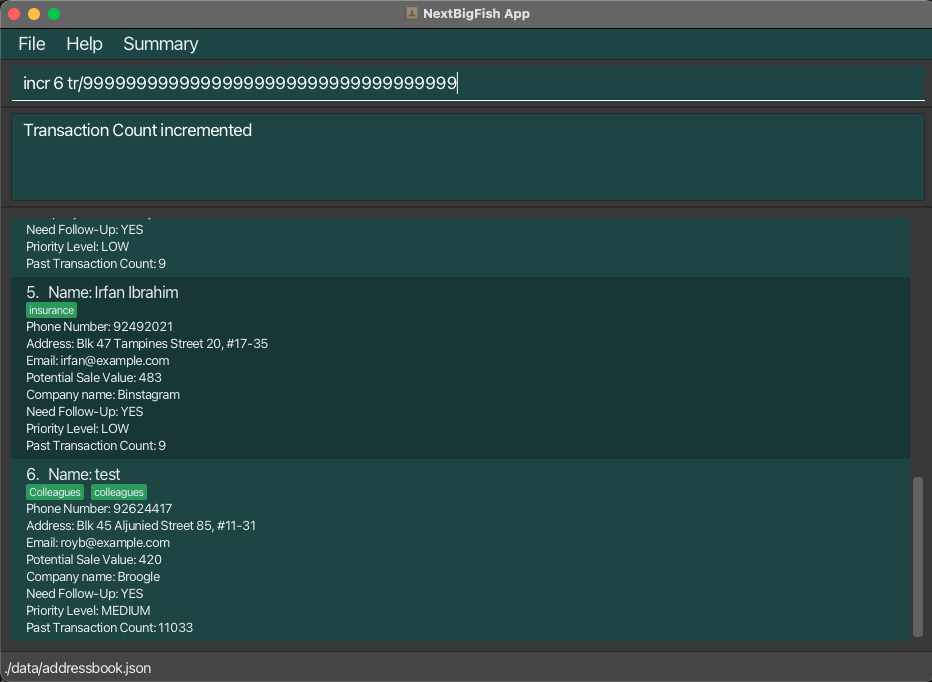 NextBigFish App
File Help Summary
incr 6 tr/99999999999999999999999999999999999
Transaction Count incremented
Need Follow-Up: YES
Priority Level: LOW
Past Transaction Count: 9
5. Name: Irfan Ibrahim
insurance
Phone Number: 92492021
Address: Blk 47 Tampines Street 20, #17-35
Email: irfan@example.com
Potential Sale Value: 483
Company name: Binstagram
Need Follow-Up: YES
Priority Level: LOW
Past Transaction Count: 9
6. Name: test
Colleagues colleagues
Phone Number: 92624417
Address: Blk 45 Aljunied Street 85, #11-31
Email: royb@example.com
Potential Sale Value: 420
Company name: Broogle
Need Follow-Up: YES
Priority Level: MEDIUM
Past Transaction Count: 11033
./data/addressbook.json